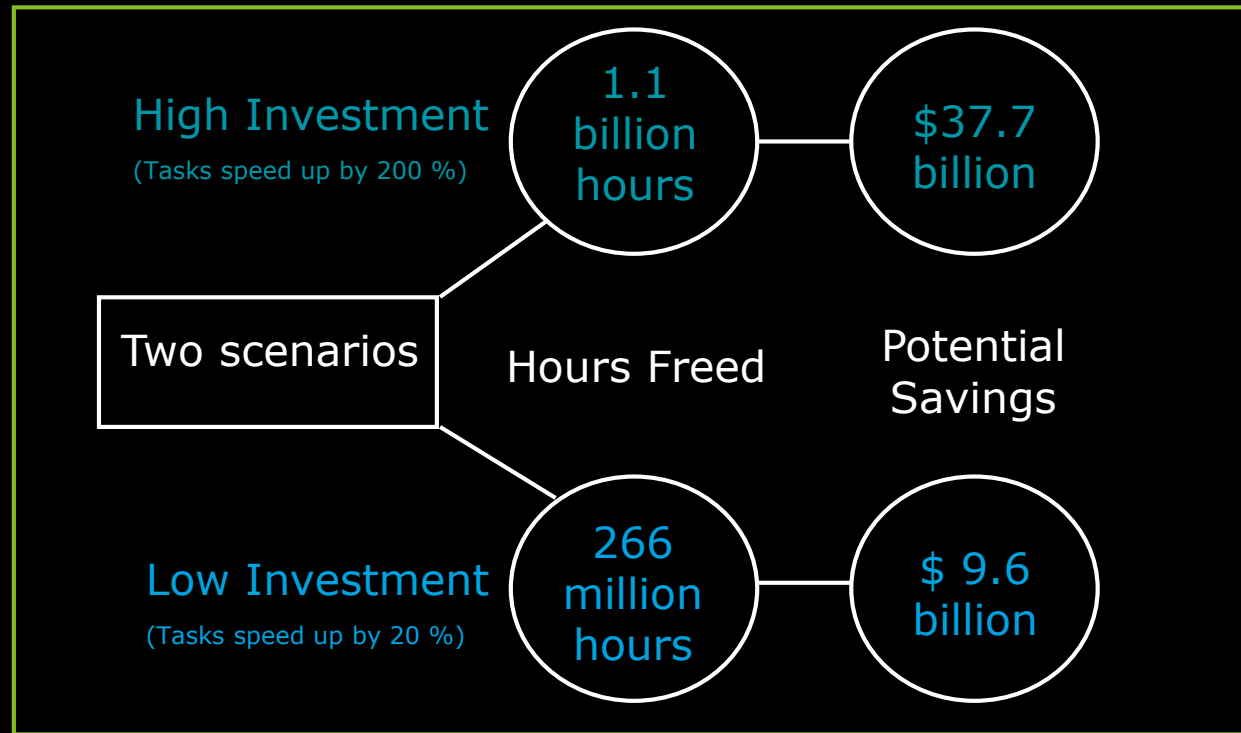 High Investment
(Tasks speed up by 200 %)
1.1
billion
hours
$37.7
billion
Two scenarios
Hours Freed
Potential
Savings
Low Investment
(Tasks speed up by 20 %)
266
million
hours
$ 9.6
billion